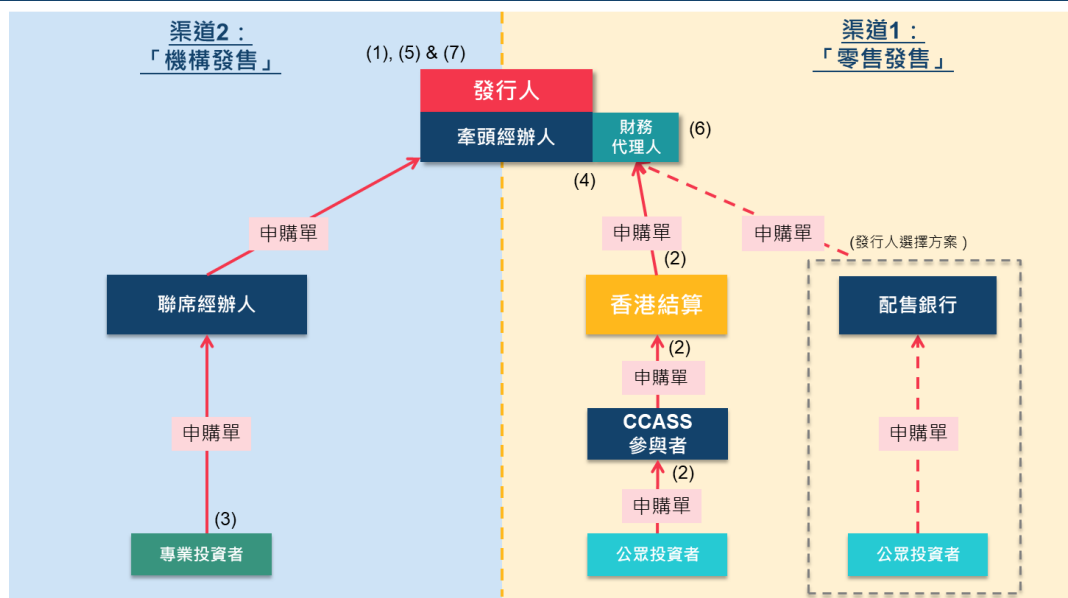 渠道2：
「機構發售」
渠道1：
「零售發售」
(1), (5) & (7)
發行人
牽頭經辦人
財務
代理人
(6)
(4)
申購單
申購單
申購單
(發行人選擇方案）
(2)
聯席經辦人
香港結算
配售銀行
(2)
申購單
CCASS
參與者
申購單
申購單
(2)
申購單
(3)
專業投資者
公眾投資者
公眾投資者